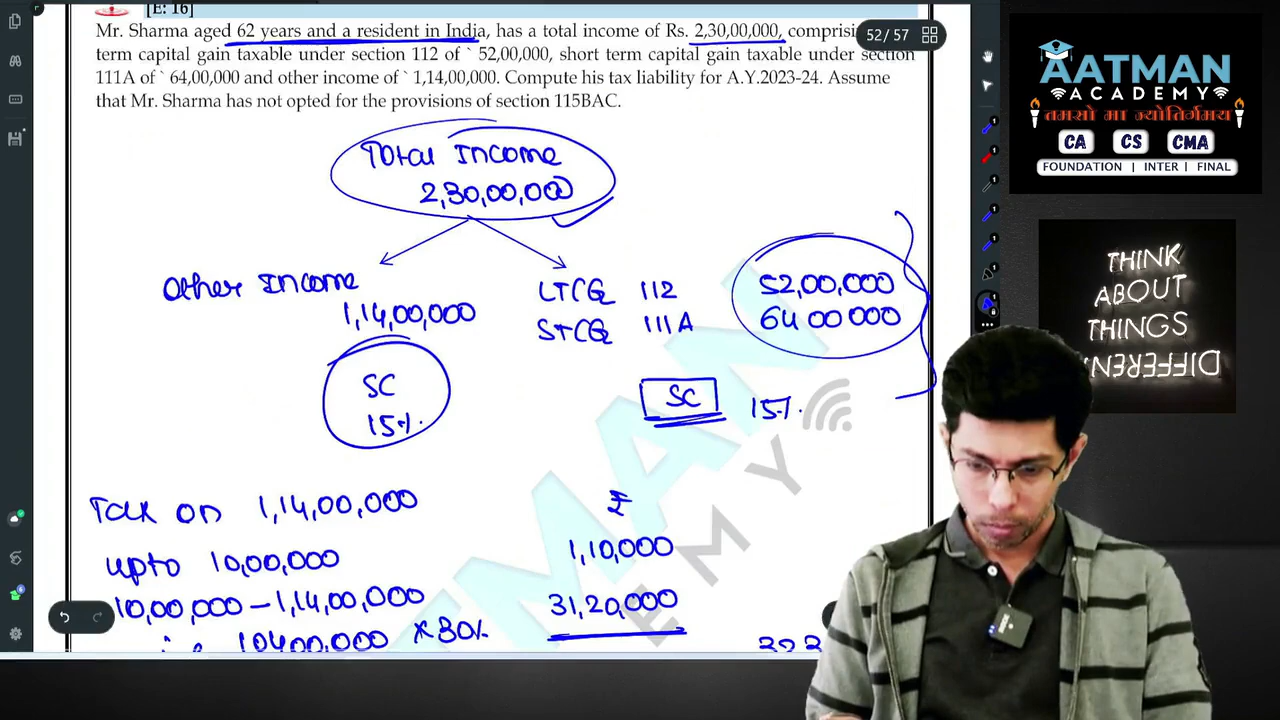 [E: 16]
Mr. Sharma aged 62 years and a resident in India, has a total income of Rs. 2,30,00,000, compris
term capital gain taxable under section 112 of ` 52,00,000, short term capital gain taxable under section
111A of ` 64,00,000 and other income of ` 1,14,00,000. Compute his tax liability for A.Y.2023-24. Assume
that Mr. Sharma has not opted for the provisions of section 115BAC.
52/57
Total Income
2,30,00,000
Other Income
1,14,00,000
LTCG 112 52,00,000
STCG 111A 64 00 000
SC
15%.
SC 15%.
Tax on 1,14,00,000 ₹
upto 10,00,000 1,10,000
10,00,000 – 1,14,00,000 31,20,000
i.e. 10400000 * 30%
AATMAN
ACADEMY
तमसो मा ज्योतिर्गमय
CA CS CMA
FOUNDATION | INTER | FINAL
THINK
ABOUT
THINGS